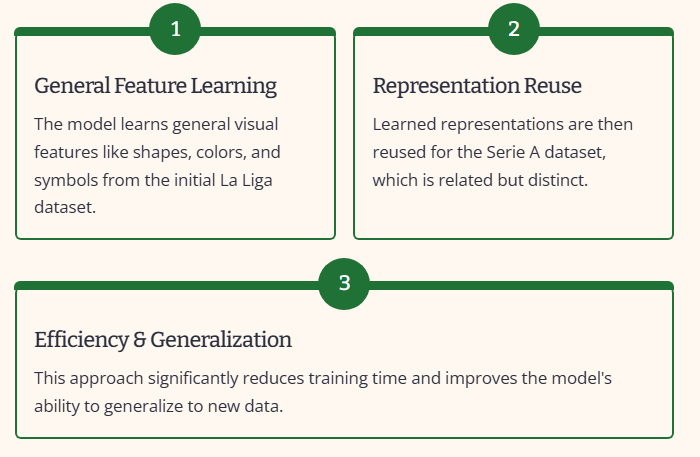 1
General Feature Learning
The model learns general visual
features like shapes, colors, and
symbols from the initial La Liga
dataset.
2
Representation Reuse
Learned representations are then
reused for the Serie A dataset,
which is related but distinct.
3
Efficiency & Generalization
This approach significantly reduces training time and improves the model's
ability to generalize to new data.